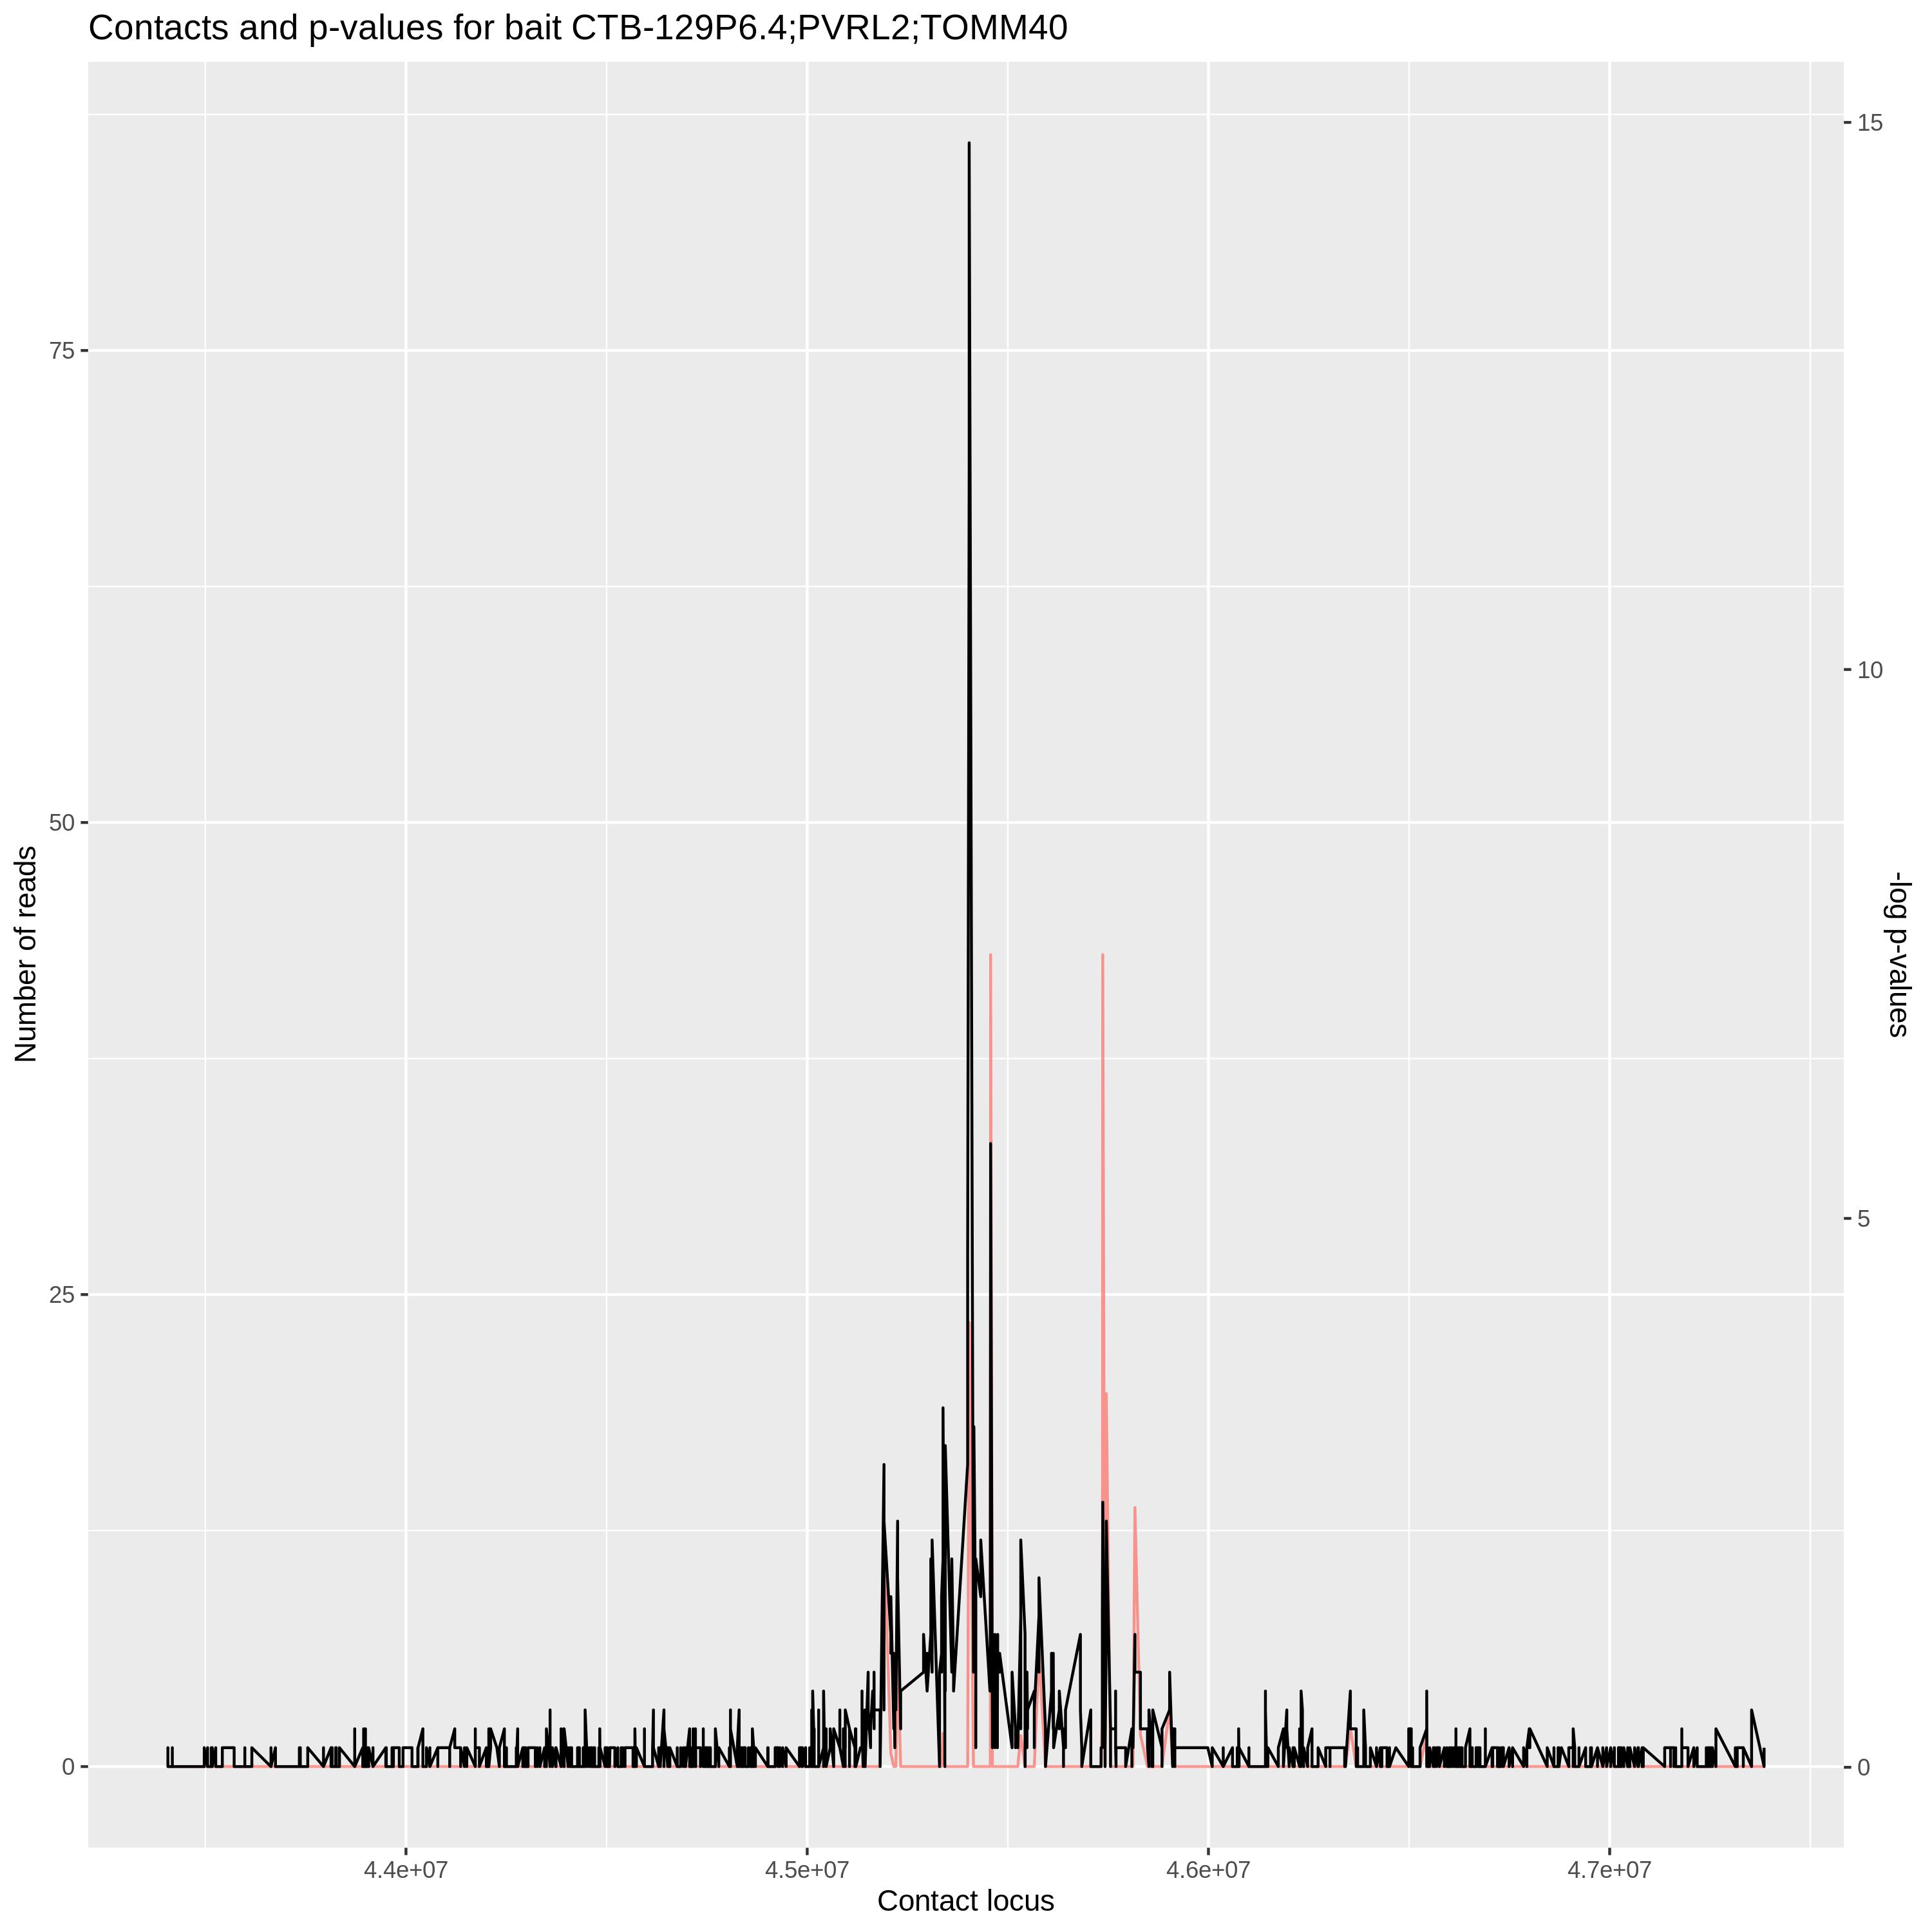 Contacts and p-values for bait CTB-129P6.4;PVRL2;TOMM40
15
75
10
50
Number of reads
-log p-values
5
25
0
0
4.4e+07
4.5e+07
4.6e+07
4.7e+07
Contact locus